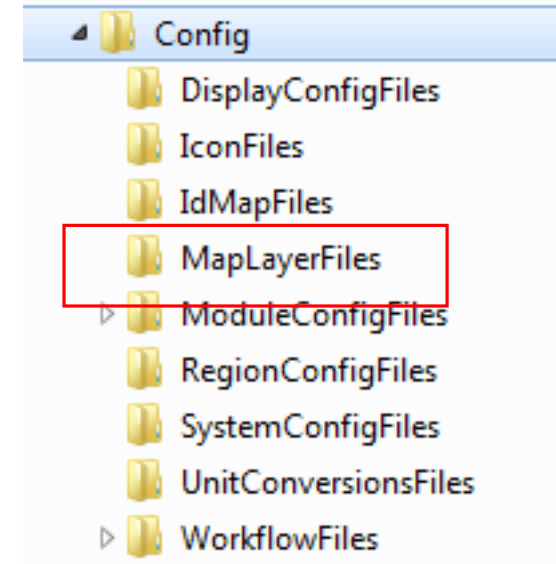 Config
DisplayConfigFiles
IconFiles
IdMapFiles
MapLayerFiles
ModuleConfigFiles
RegionConfigFiles
SystemConfigFiles
UnitConversionsFiles
WorkflowFiles